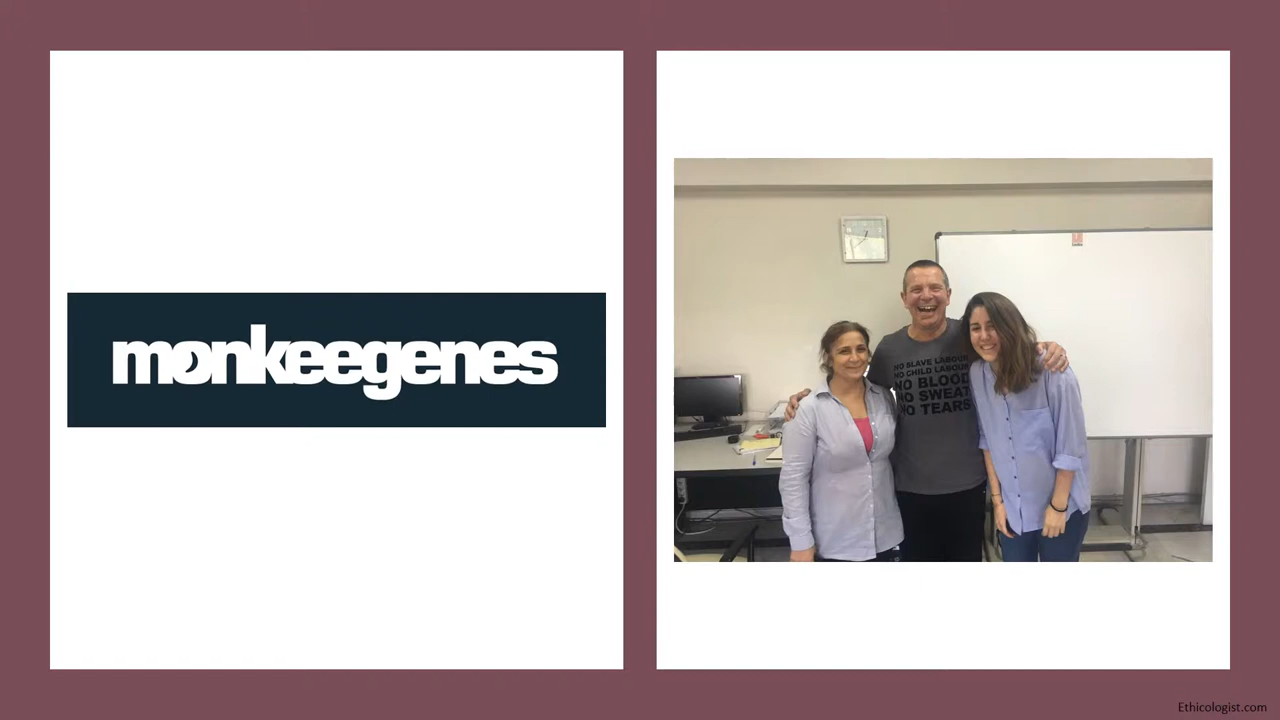 monkeegenes
NO SLAVE LABOUR
NO CHILD LABOUR
NO BLOOD
NO SWEAT
NO TEARS
Ethicologist.com